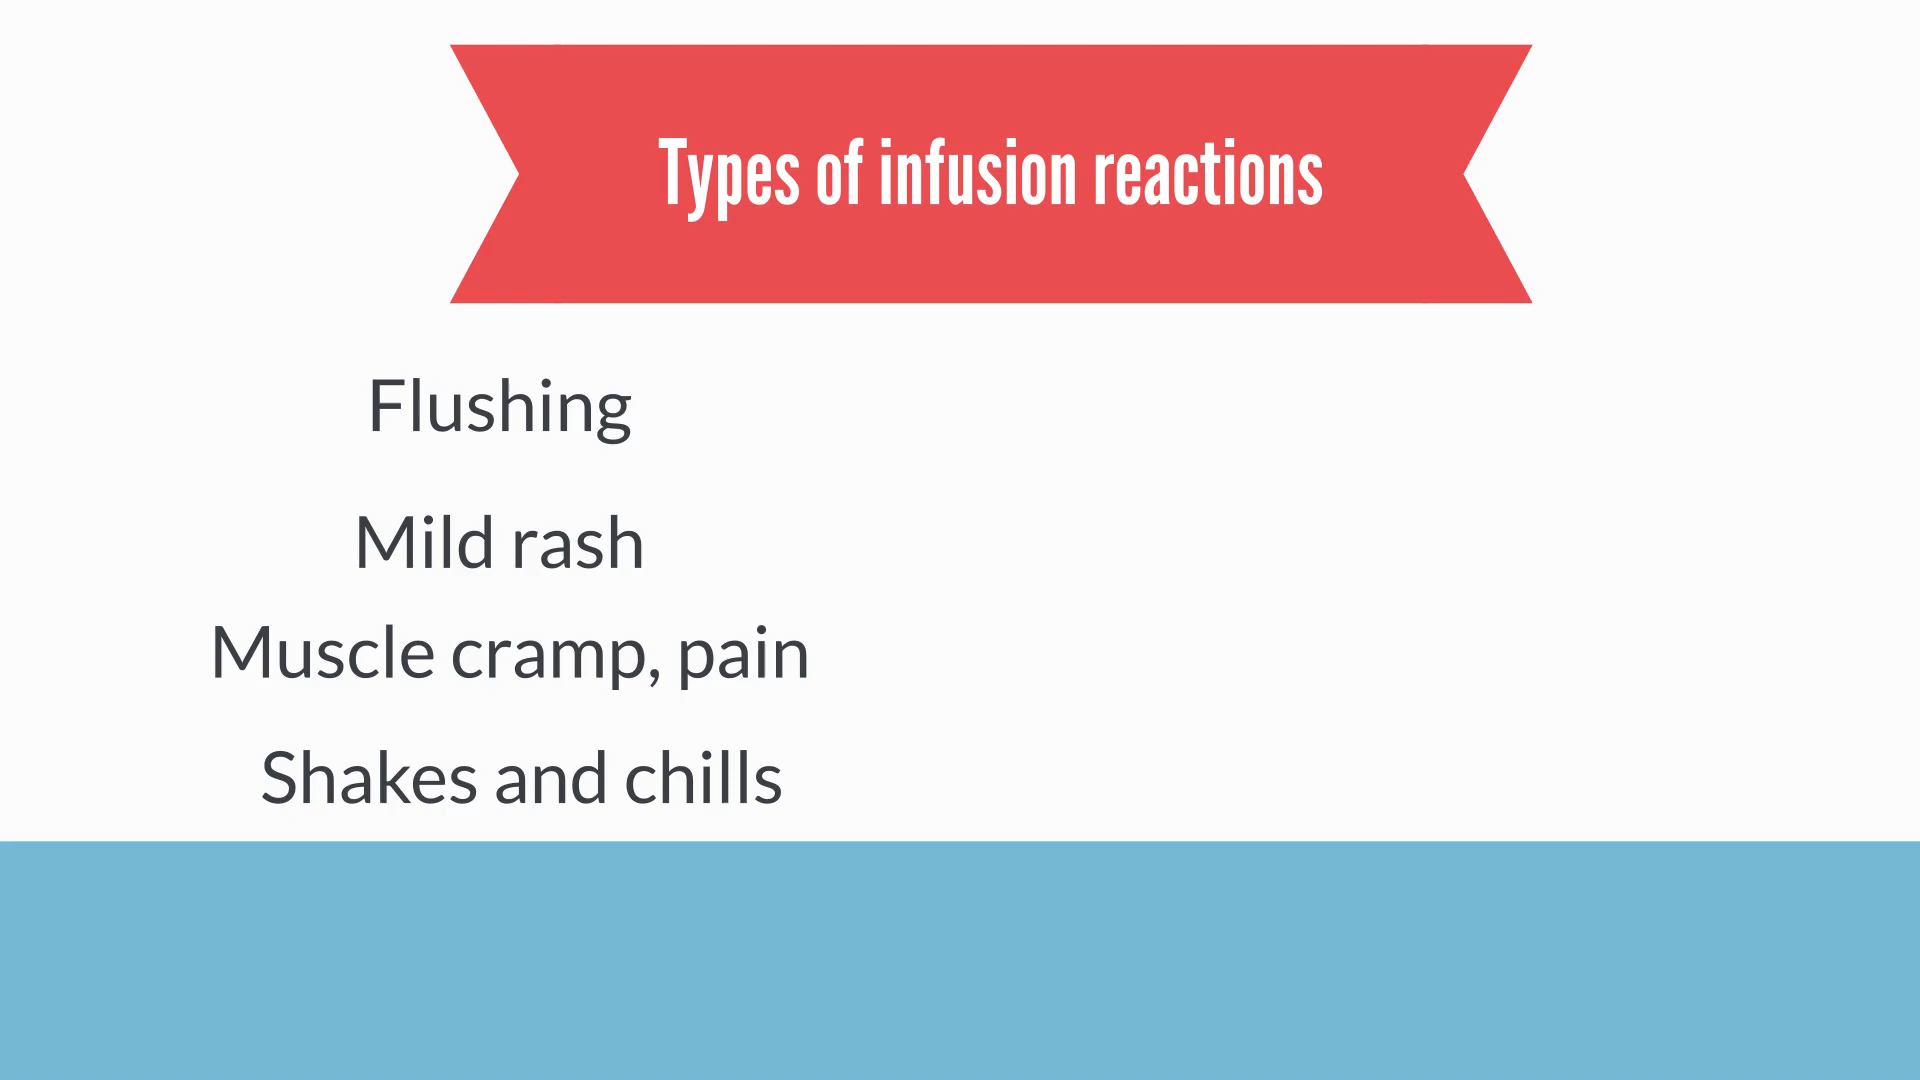 Types of infusion reactions
Flushing
Mild rash
Muscle cramp, pain
Shakes and chills